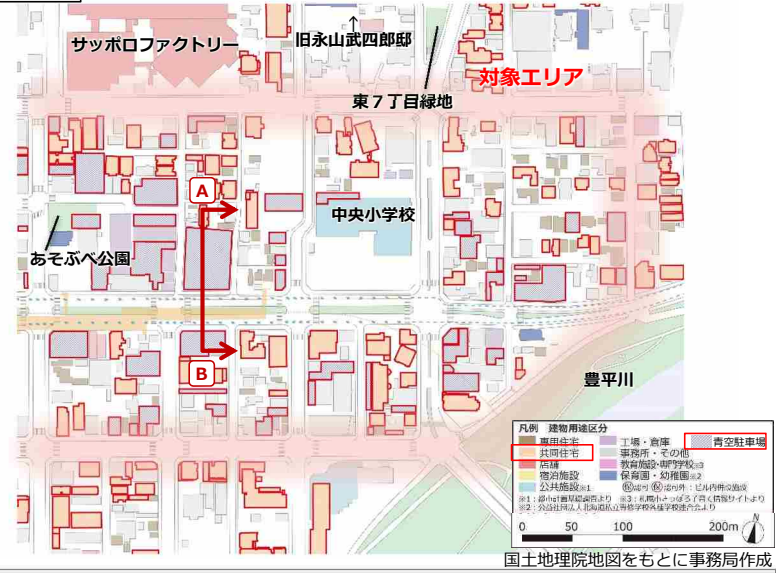 サッポロファクトリー
旧永山武四郎邸
↑
対象エリア
東7丁目緑地
A
中央小学校
あそぶべ公園
B
豊平川
凡例 建物用途区分
専用住宅
工場・倉庫
青空駐車場
共同住宅
事務所・その他
店舗
教育施設・専門学校※3
宿泊施設
保育園・幼稚園※2
公共施設※1
0 50 100 200m
国土地理院地図をもとに事務局作成